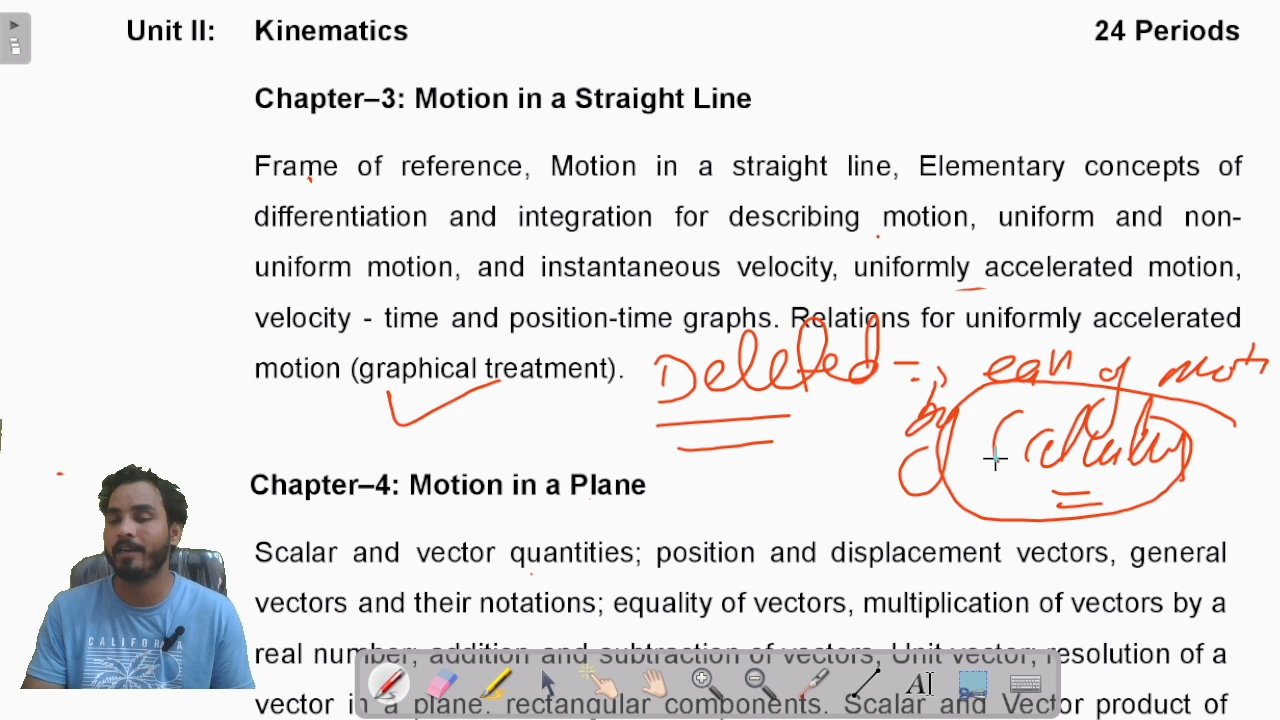 Unit II: Kinematics 24 Periods
Chapter–3: Motion in a Straight Line
Frame of reference, Motion in a straight line, Elementary concepts of
differentiation and integration for describing motion, uniform and non-
uniform motion, and instantaneous velocity, uniformly accelerated motion,
velocity - time and position-time graphs. Relations for uniformly accelerated
motion (graphical treatment). Deleted
by
Chapter–4: Motion in a Plane
Scalar and vector quantities; position and displacement vectors, general
vectors and their notations; equality of vectors, multiplication of vectors by a
real number; addition and subtraction of vectors, Unit vector; resolution of a
vector in a plane. rectangular components. Scalar and Vector product of
CALIFORNIA
AI